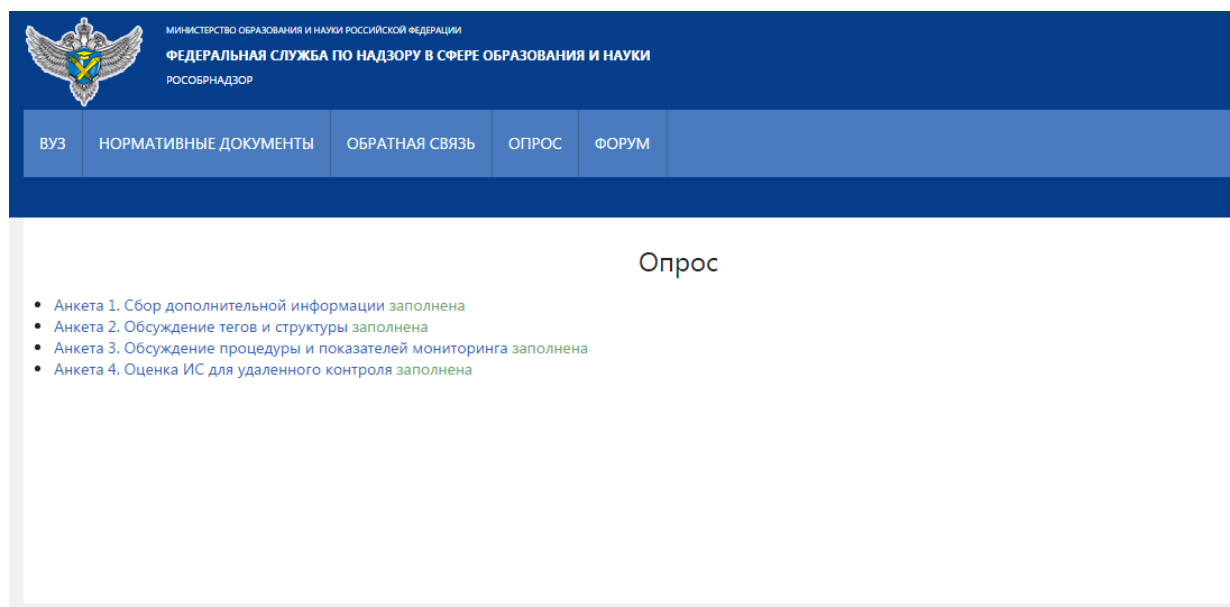 МИНИСТЕРСТВО ОБРАЗОВАНИЯ И НАУКИ РОССИЙСКОЙ ФЕДЕРАЦИИ
ФЕДЕРАЛЬНАЯ СЛУЖБА ПО НАДЗОРУ В СФЕРЕ ОБРАЗОВАНИЯ И НАУКИ
РОСОБРНАДЗОР
ВУЗ НОРМАТИВНЫЕ ДОКУМЕНТЫ ОБРАТНАЯ СВЯЗЬ ОПРОС ФОРУМ
Опрос
Анкета 1. Сбор дополнительной информации заполнена
Анкета 2. Обсуждение тегов и структуры заполнена
Анкета 3. Обсуждение процедуры и показателей мониторинга заполнена
Анкета 4. Оценка ИС для удаленного контроля заполнена